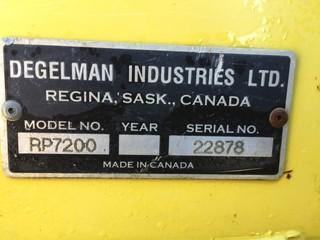 DEGELMAN INDUSTRIES LTD.
REGINA, SASK., CANADA
MODEL NO. YEAR SERIAL NO.
RP7200 22878
MADE IN CANADA